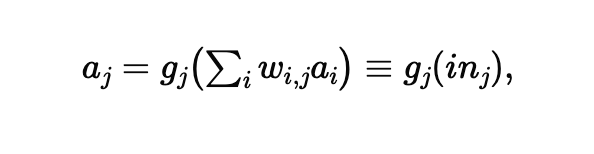 a_j = g_j(∑_i w_{i,j}a_i) ≡ g_j(in_j),